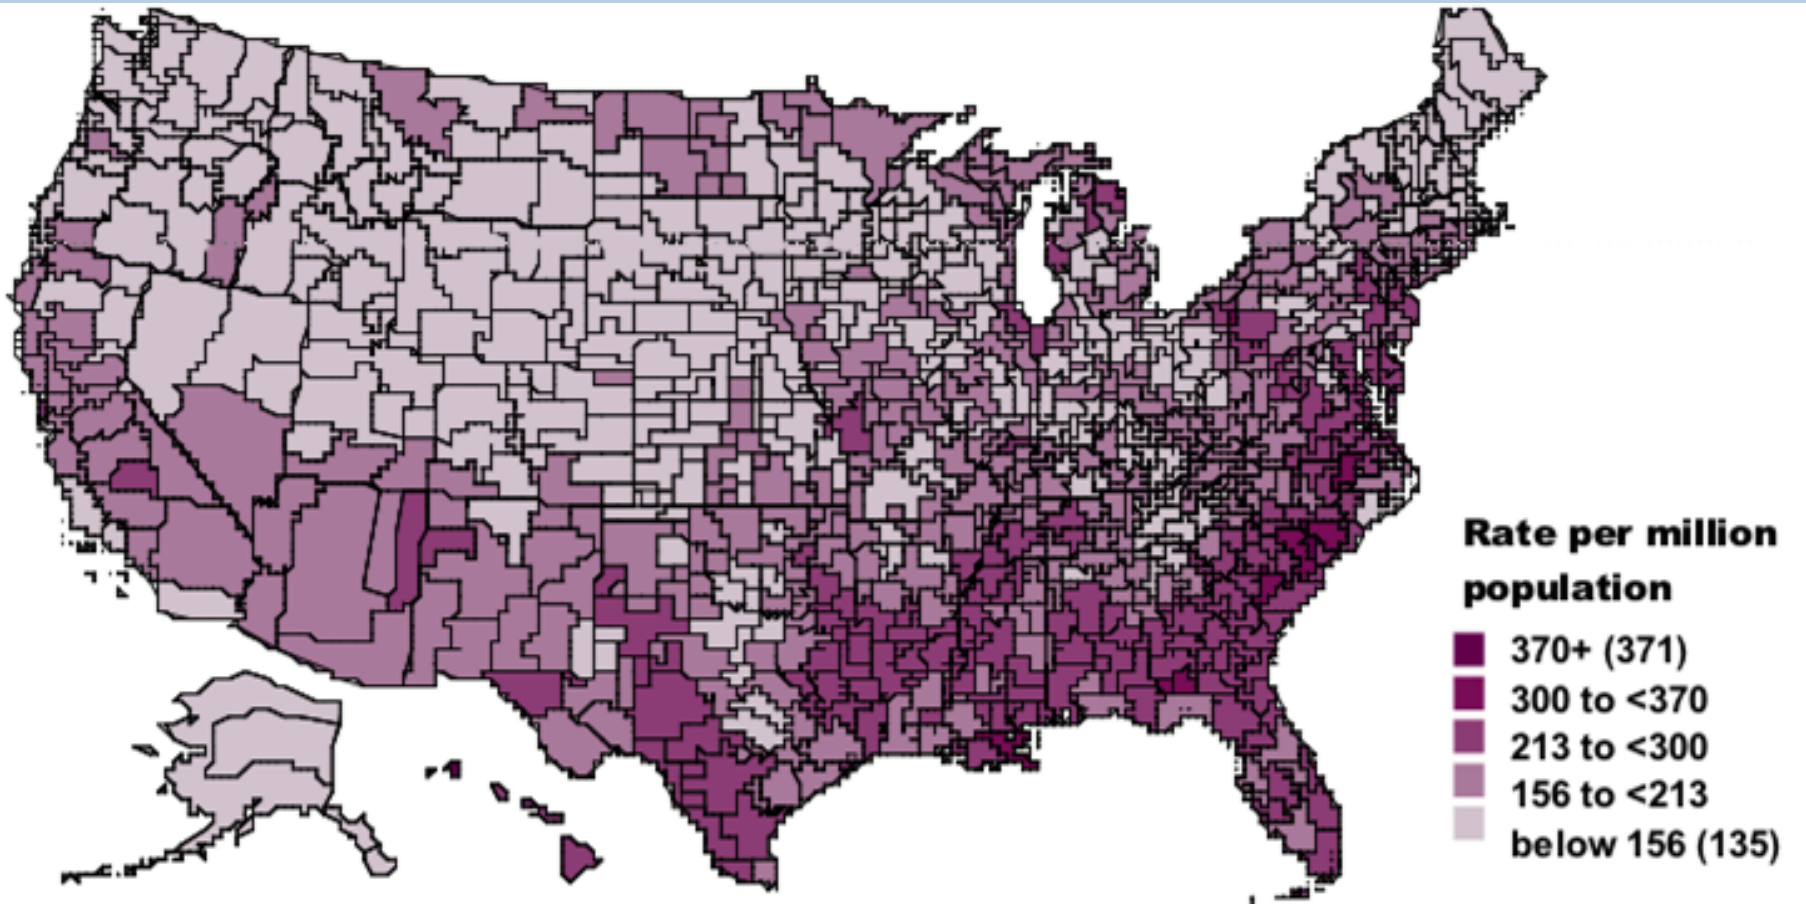 Rate per million
population
370+ (371)
300 to <370
213 to <300
156 to <213
below 156 (135)